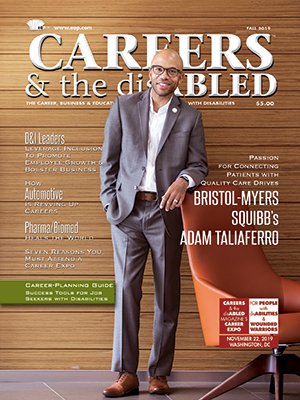 www.eop.com
FALL 2019
CAREERS
& the disABLED
THE CAREER, BUSINESS & EDUCA
WITH DISABILITIES
$5.00
D&I Leaders
Leverage Inclusion
To Promote
Employee Growth &
Bolster Business
How
Automotive
Is Revving Up
Careers
Pharma/Biomed
Heals the World
Seven Reasons You
Must Attend a
Career Expo
Career-Planning Guide
Success Tools for Job
Seekers with Disabilities
Passion
for Connecting
Patients with
Quality Care Drives
BRISTOL-MYERS
SQUIBB's
ADAM TALIAFERRO
CAREERS
& the
disABLED
MAGAZINE'S
CAREER
EXPO
FOR PEOPLE
with
disABILITIES
&
WOUNDED
WARRIORS
NOVEMBER 22, 2019
WASHINGTON, DC